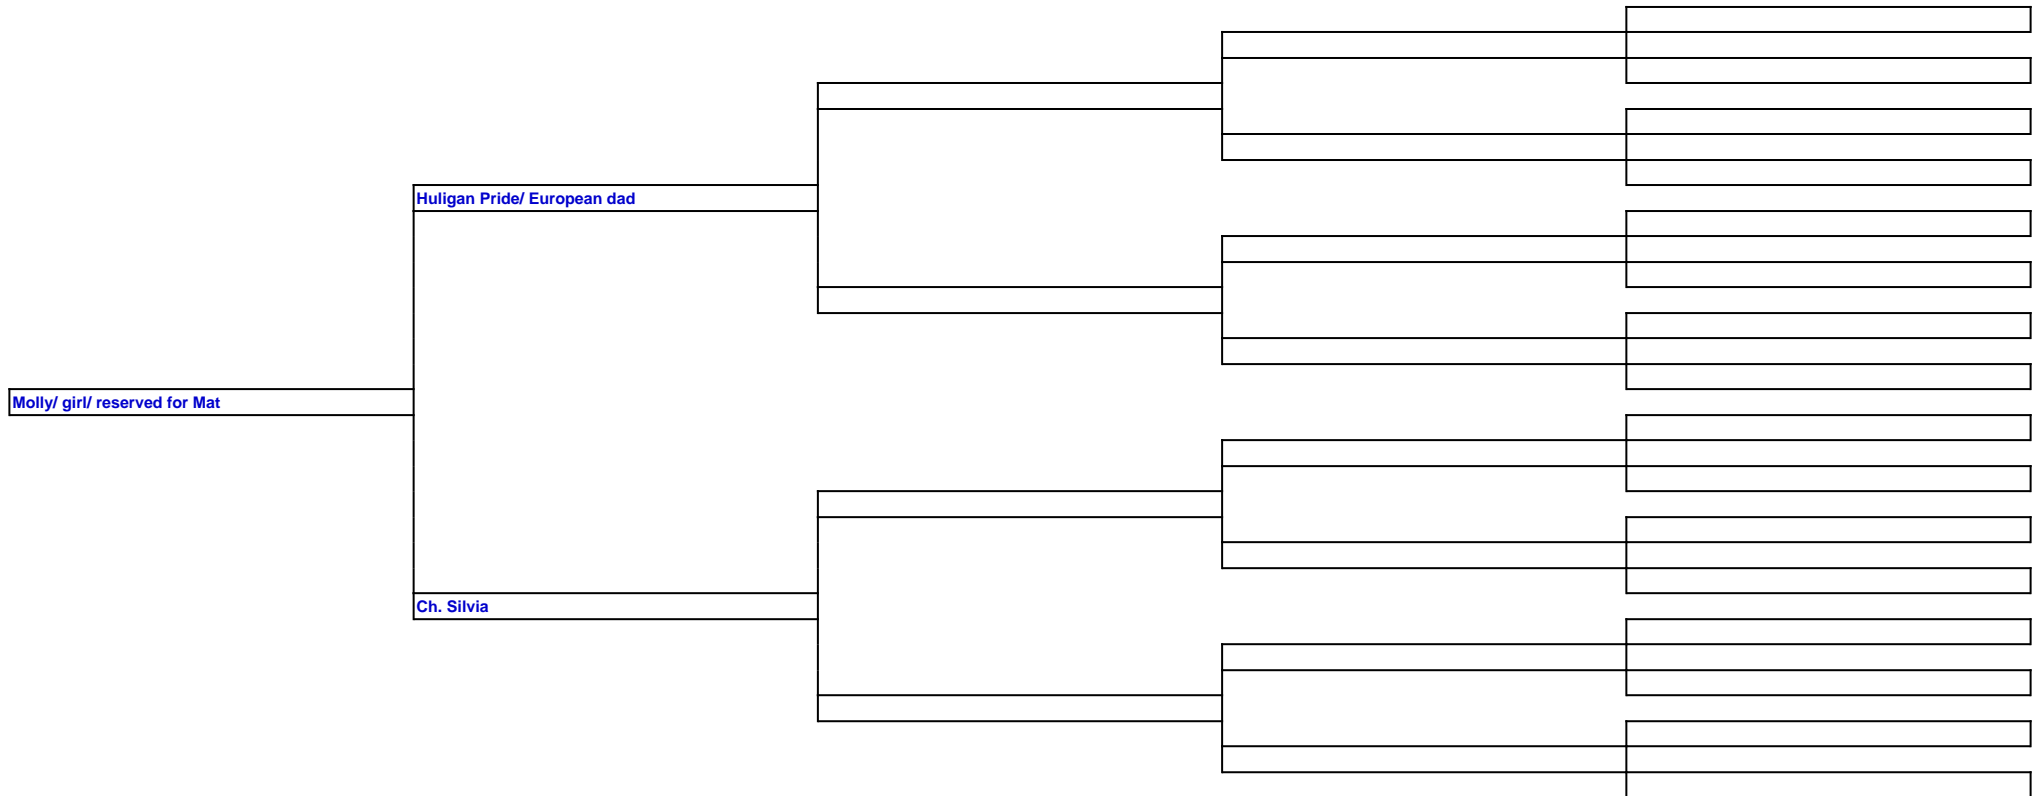 Huligan Pride/ European dad
Molly/ girl/ reserved for Mat
Ch. Silvia